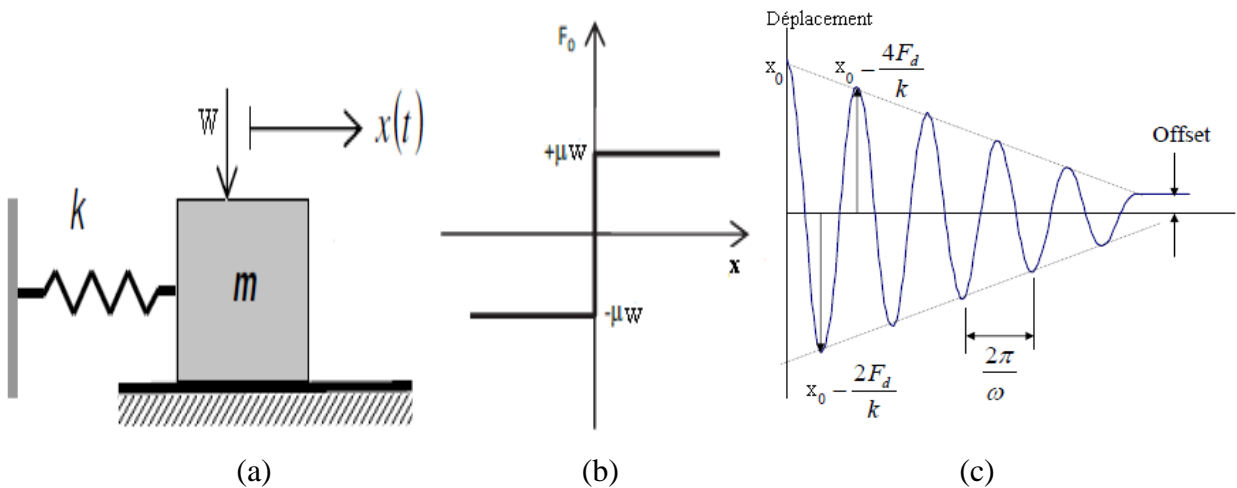 W
x(t)
k
m
(a)
F₀
+μW
x
-μW
(b)
Déplacement
x₀
x₀ − 4F_d/k
Offset
2π/ω
x₀ − 2F_d/k
(c)